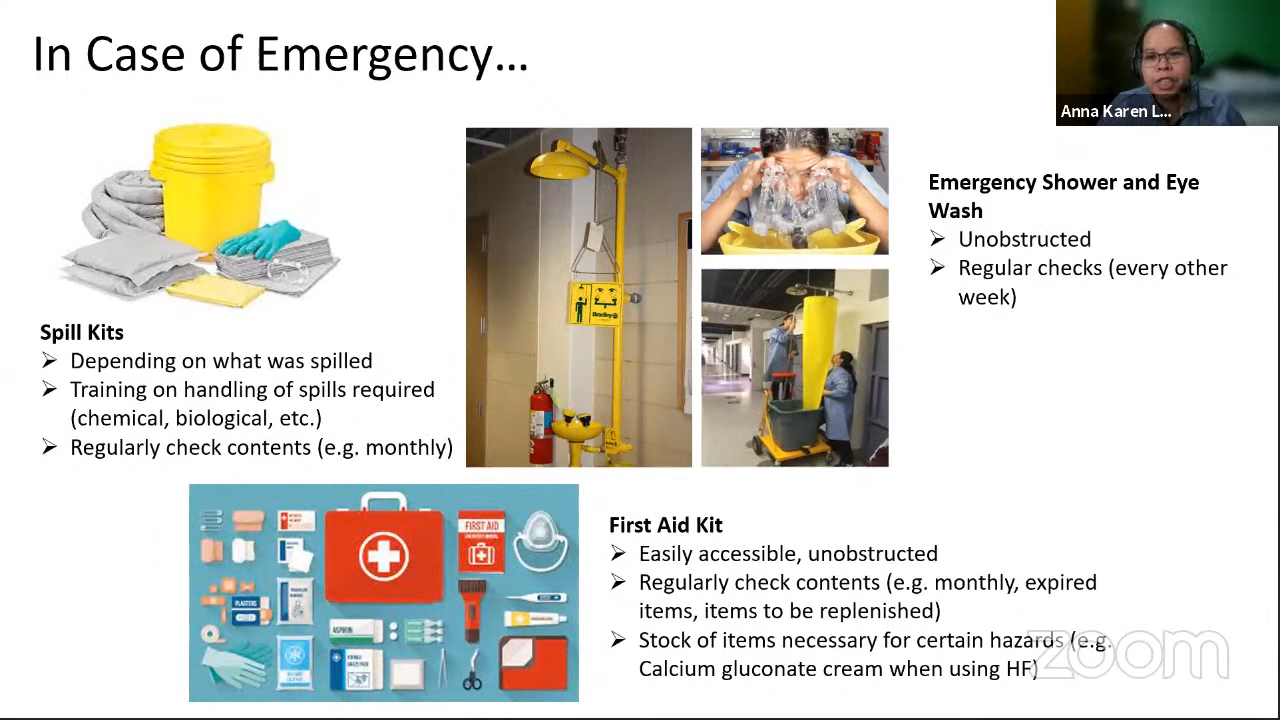 In Case of Emergency...
Anna Karen L...
Emergency Shower and Eye
Wash
➢ Unobstructed
➢ Regular checks (every other
week)
Bradley
Spill Kits
➢ Depending on what was spilled
➢ Training on handling of spills required
(chemical, biological, etc.)
➢ Regularly check contents (e.g. monthly)
FIRST AID
PLASTERS
ASPIRIN
First Aid Kit
➢ Easily accessible, unobstructed
➢ Regularly check contents (e.g. monthly, expired
items, items to be replenished)
➢ Stock of items necessary for certain hazards (e.g.
Calcium gluconate cream when using HF)
zoom